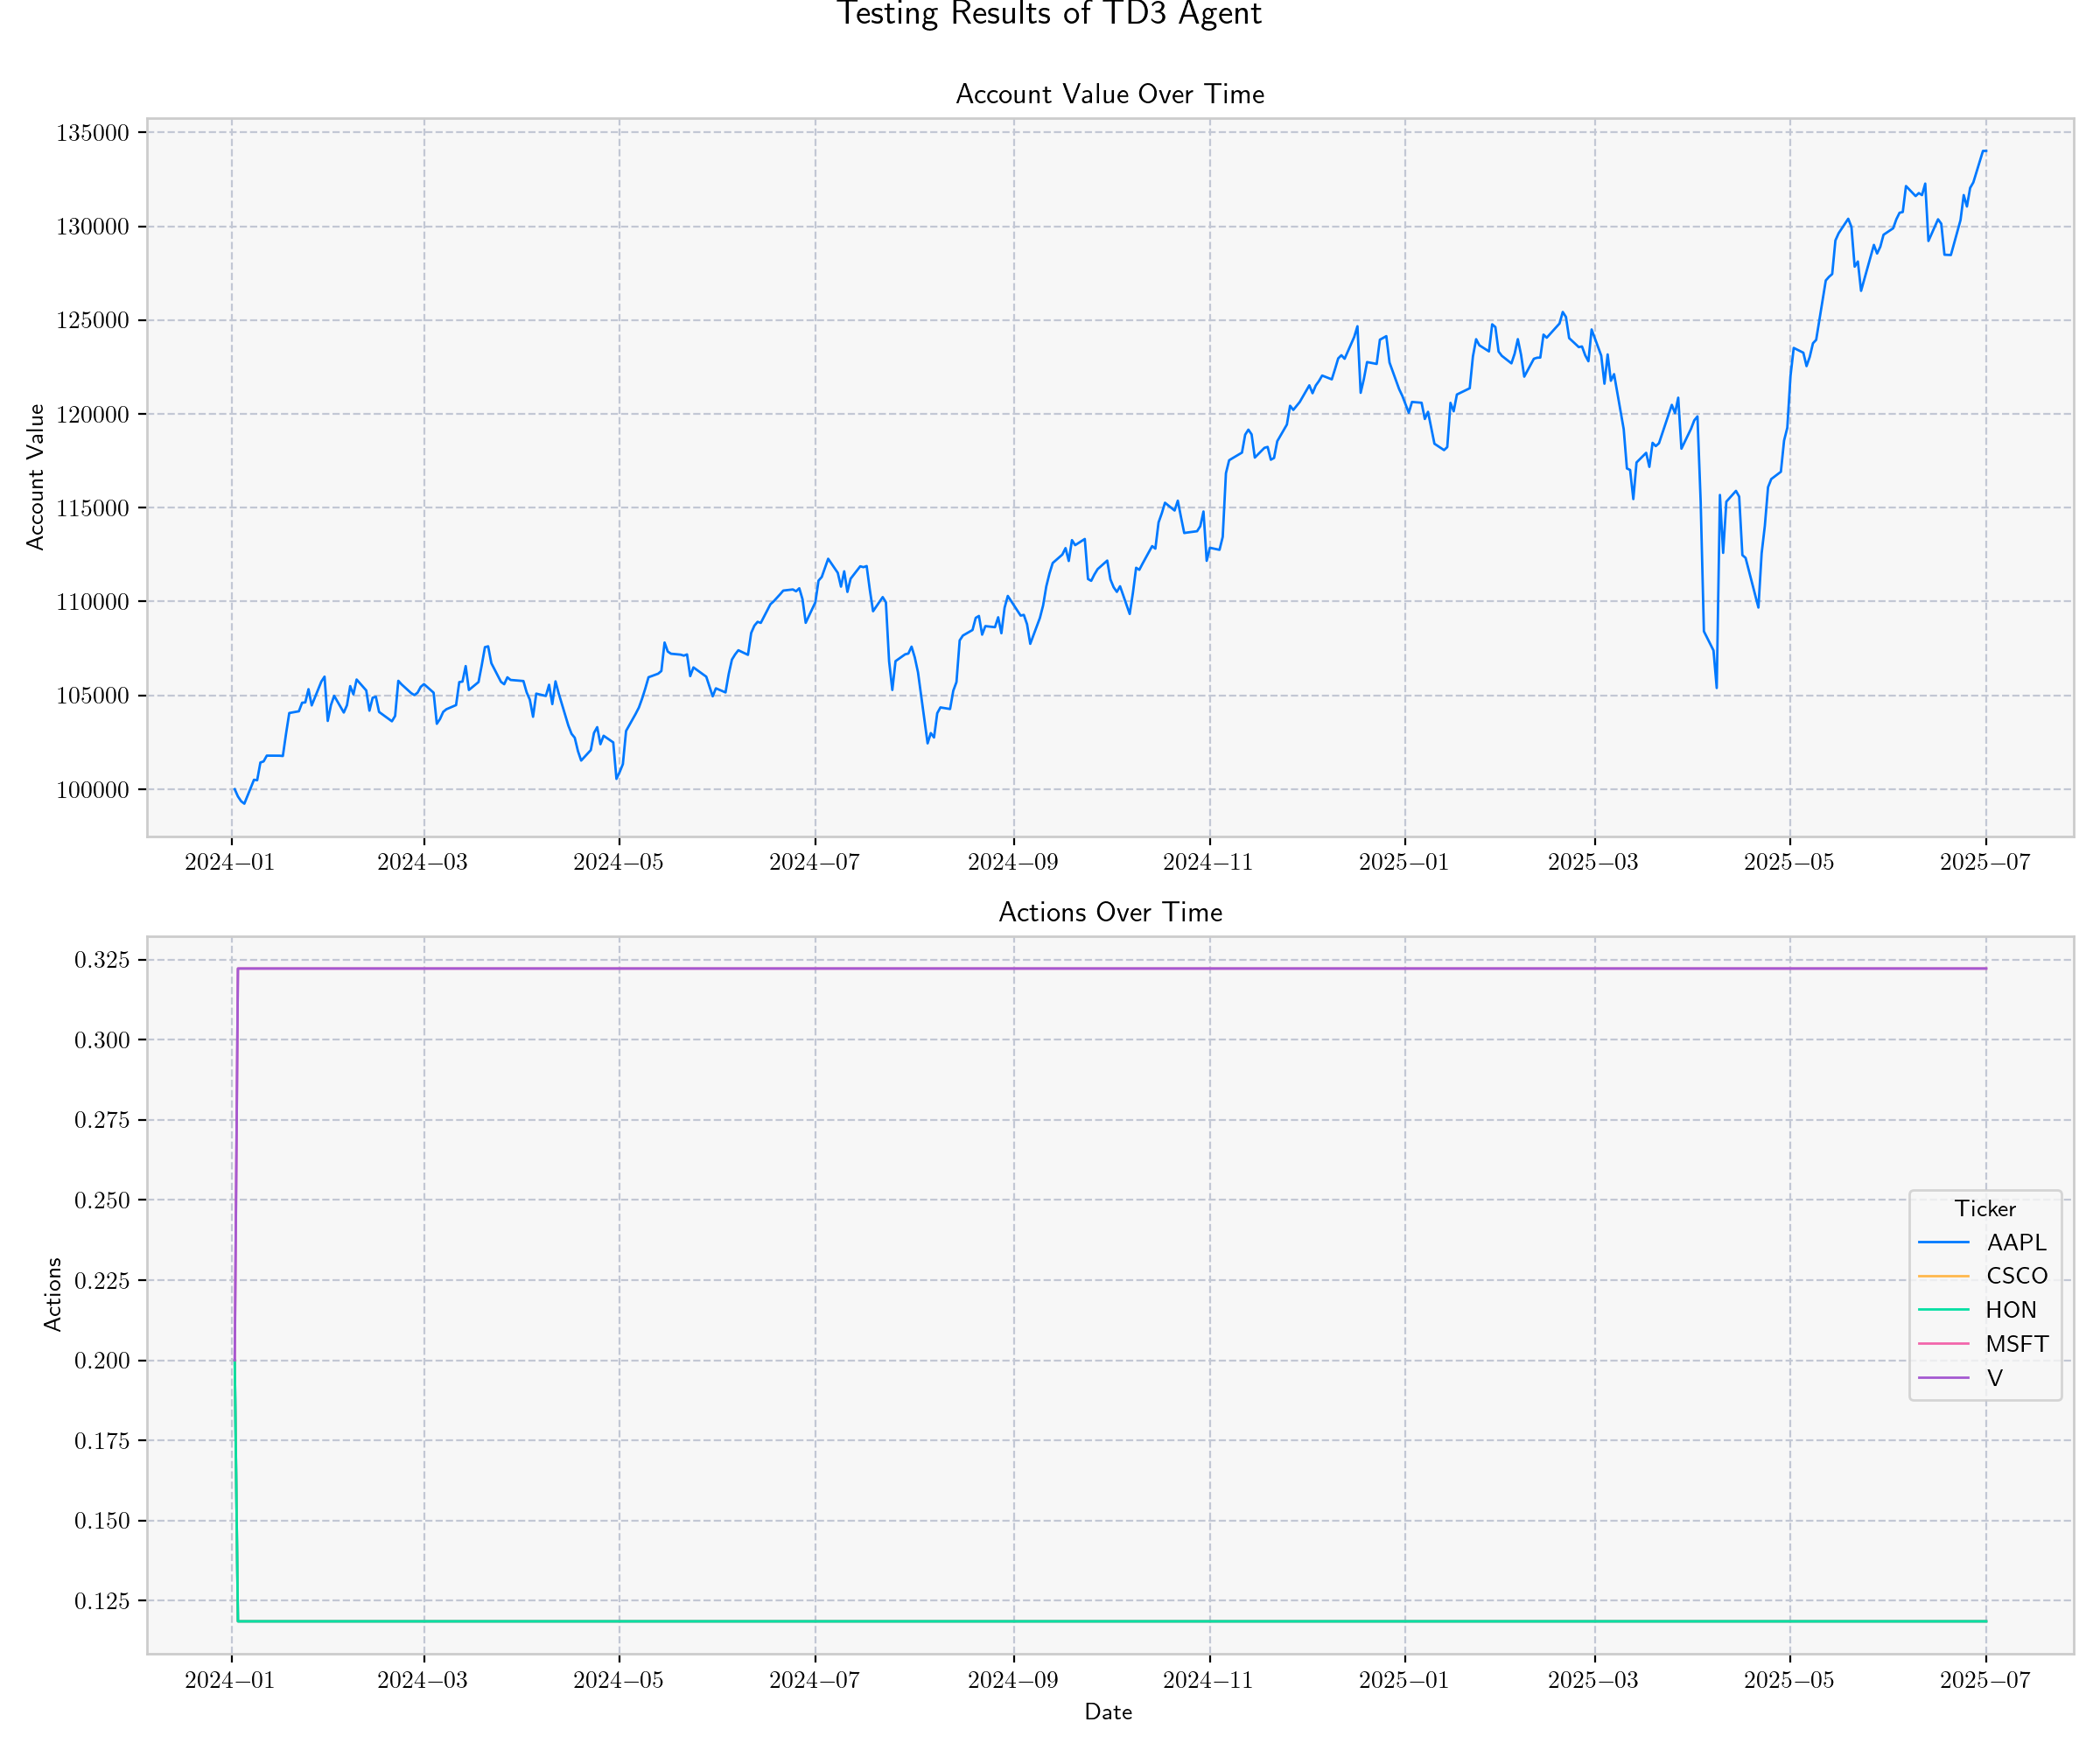 Testing Results of TD3 Agent
Account Value Over Time
Account Value
135000
130000
125000
120000
115000
110000
105000
100000
2024–01 2024–03 2024–05 2024–07 2024–09 2024–11 2025–01 2025–03 2025–05 2025–07
Actions Over Time
Actions
0.325
0.300
0.275
0.250
0.225
0.200
0.175
0.150
0.125
Ticker
AAPL
CSCO
HON
MSFT
V
2024–01 2024–03 2024–05 2024–07 2024–09 2024–11 2025–01 2025–03 2025–05 2025–07
Date